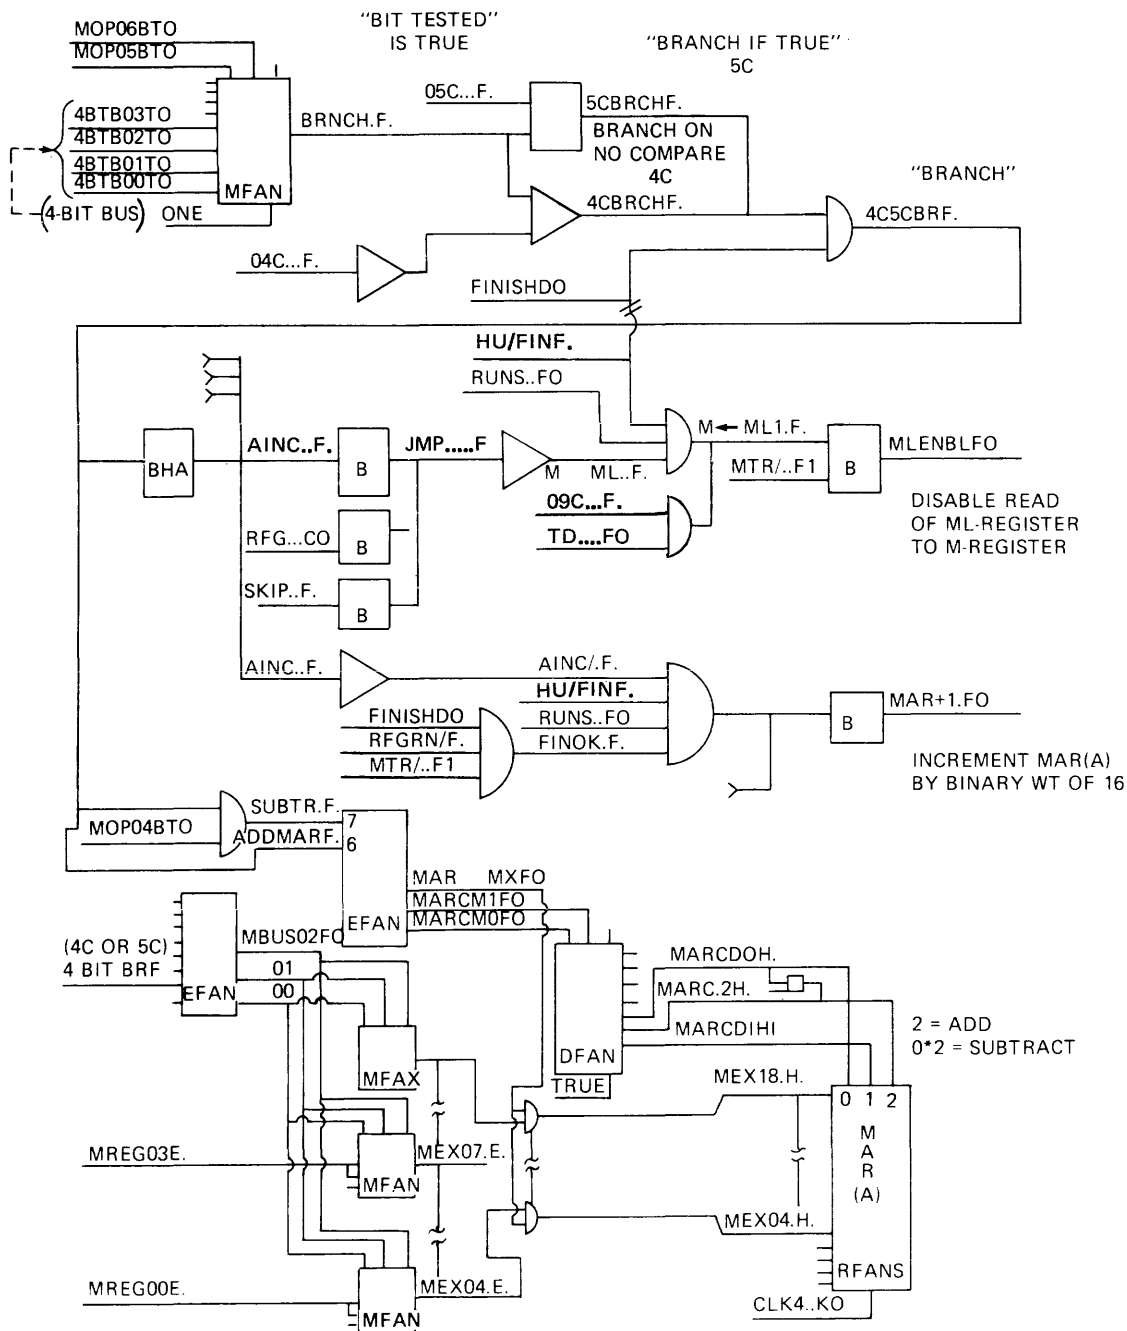 MOP06BTO
MOP05BTO
"BIT TESTED"
IS TRUE
"BRANCH IF TRUE"
5C
05C...F.
5CBRCHF.
4BTB03TO
4BTB02TO
4BTB01TO
4BTB00TO
BRNCH.F.
BRANCH ON
NO COMPARE
4C
MFAN
(4-BIT BUS)
ONE
4CBRCHF.
"BRANCH"
4C5CBRF.
04C...F.
FINISHDO
HU/FINF.
RUNS..FO
BHA
AINC..F.
B
JMP.....F
M ML..F.
M ← ML1.F.
MTR/..F1
B
MLENBLFO
09C...F.
TD....FO
DISABLE READ
OF ML-REGISTER
TO M-REGISTER
RFG...CO
B
SKIP..F.
B
AINC..F.
AINC/.F.
HU/FINF.
RUNS..FO
FINOK.F.
FINISHDO
RFGRN/F.
MTR/..F1
B
MAR+1.FO
INCREMENT MAR(A)
BY BINARY WT OF 16
MOP04BTO
SUBTR.F.
ADDMARF.
7
6
EFAN
MAR MXFO
MARCM1FO
MARCM0FO
(4C OR 5C)
4 BIT BRF
EFAN
MBUS02FO
01
00
MFAX
DFAN
TRUE
MARCDOH.
MARC.2H.
MARCDIHI
2 = ADD
0*2 = SUBTRACT
MEX18.H.
0 1 2
M
A
R
(A)
RFANS
MREG03E.
MFAN
MEX07.E.
MEX04.H.
MREG00E.
MFAN
MEX04.E.
CLK4..KO